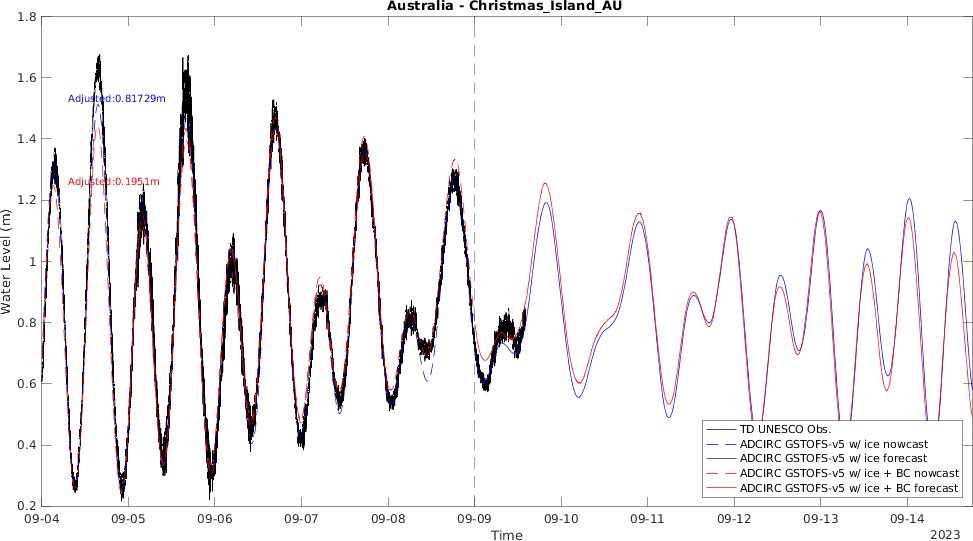 Australia - Christmas_Island_AU
1.8
1.6
1.4
1.2
1
0.8
0.6
0.4
0.2
Water Level (m)
Adjusted:0.81729m
Adjusted:0.1951m
TD UNESCO Obs.
ADCIRC GSTOFS-v5 w/ ice nowcast
ADCIRC GSTOFS-v5 w/ ice forecast
ADCIRC GSTOFS-v5 w/ ice + BC nowcast
ADCIRC GSTOFS-v5 w/ ice + BC forecast
09-04 09-05 09-06 09-07 09-08 09-09 09-10 09-11 09-12 09-13 09-14
Time
2023